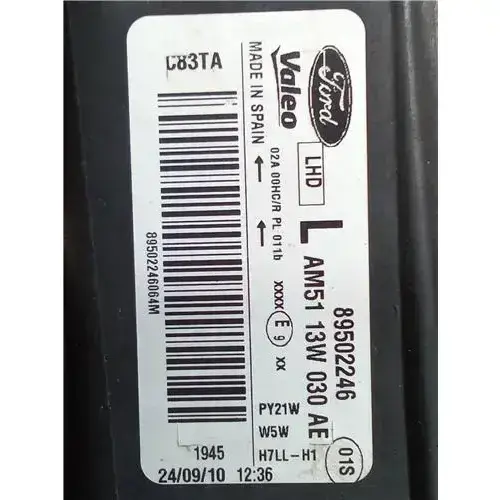 C83TA
Ford
Valeo
MADE IN SPAIN
LHD
02A 00HC/R PL 011b
XXXX E 9 XX
L AM51 13W 030 AE
89502246
01S
PY21W
W5W
H7LL-H1
89502246064M
1945
24/09/10 12:36